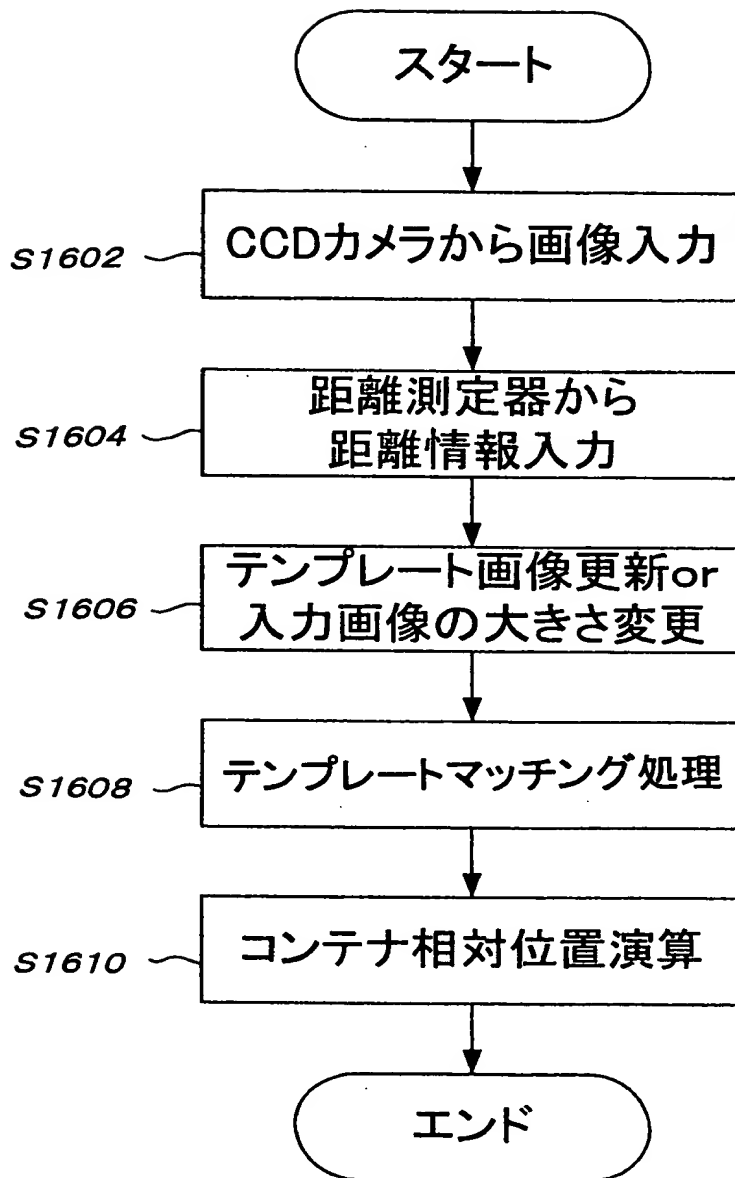 スタート
S1602
CCDカメラから画像入力
S1604
距離測定器から
距離情報入力
S1606
テンプレート画像更新or
入力画像の大きさ変更
S1608
テンプレートマッチング処理
S1610
コンテナ相対位置演算
エンド